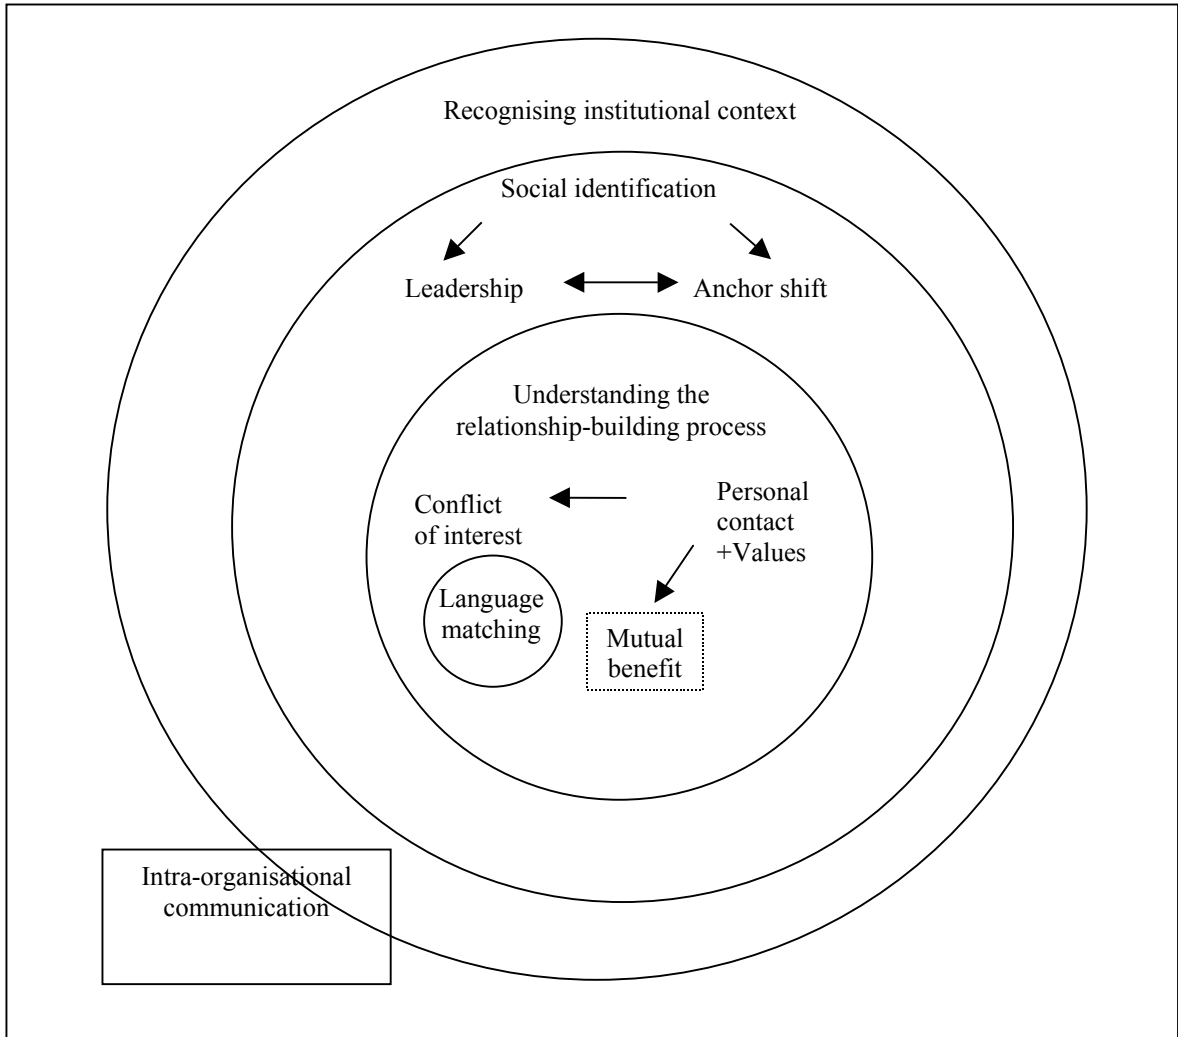 Recognising institutional context
Social identification
Leadership
Anchor shift
Understanding the
relationship-building process
Conflict
of interest
Personal
contact
+Values
Language
matching
Mutual
benefit
Intra-organisational
communication